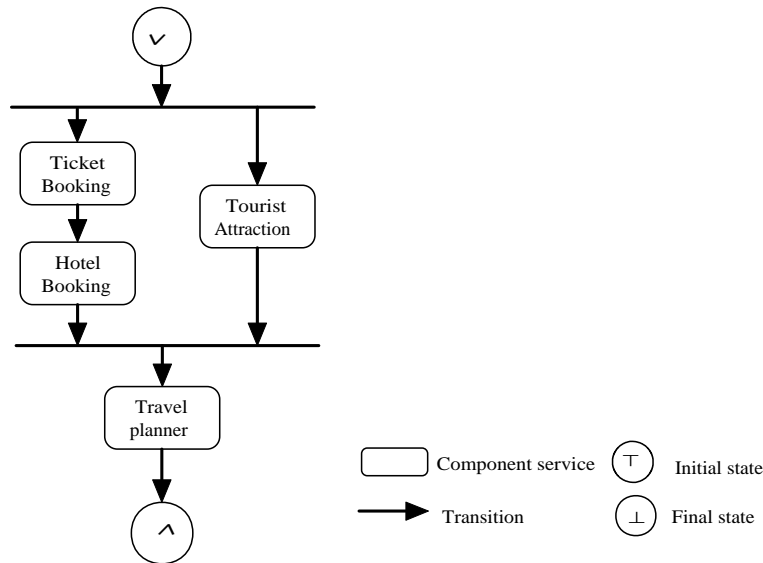 Ticket
Booking
Tourist
Attraction
Hotel
Booking
Travel
planner
Component service
⊤
Initial state
Transition
⊥
Final state